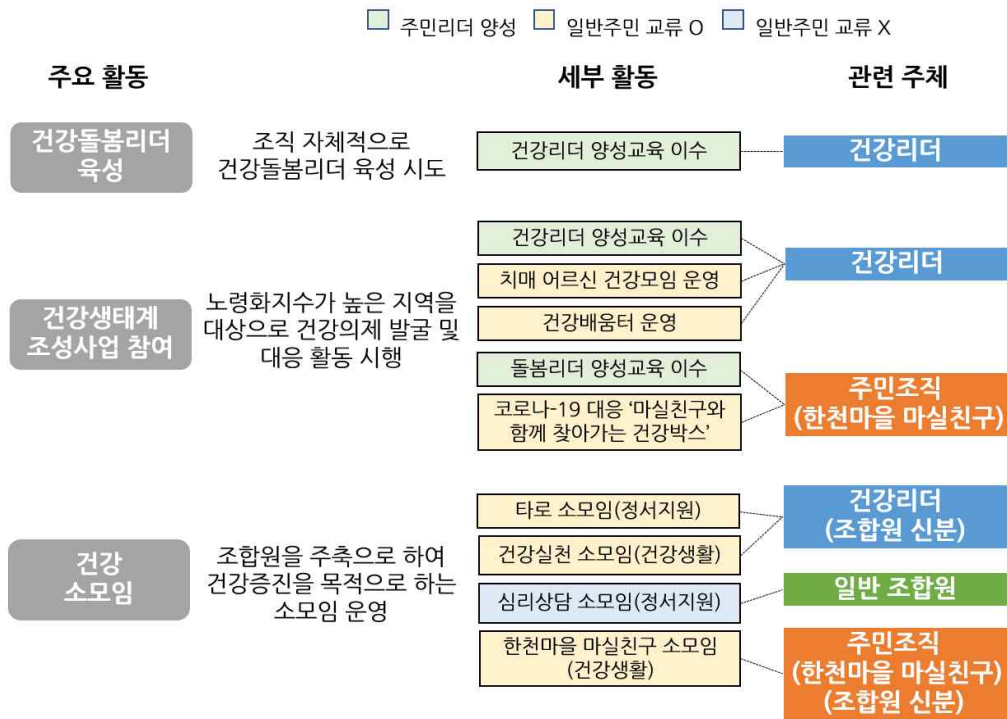 주민리더 양성 일반주민 교류 O 일반주민 교류 X
주요 활동 세부 활동 관련 주체
건강돌봄리더
육성
조직 자체적으로
건강돌봄리더 육성 시도
건강리더 양성교육 이수
건강리더
건강생태계
조성사업 참여
노령화지수가 높은 지역을
대상으로 건강의제 발굴 및
대응 활동 시행
건강리더 양성교육 이수
치매 어르신 건강모임 운영
건강배움터 운영
건강리더
돌봄리더 양성교육 이수
코로나-19 대응 ‘마실친구와
함께 찾아가는 건강박스’
주민조직
(한천마을 마실친구)
건강
소모임
조합원을 주축으로 하여
건강증진을 목적으로 하는
소모임 운영
타로 소모임(정서지원)
건강실천 소모임(건강생활)
건강리더
(조합원 신분)
심리상담 소모임(정서지원)
일반 조합원
한천마을 마실친구 소모임
(건강생활)
주민조직
(한천마을 마실친구)
(조합원 신분)